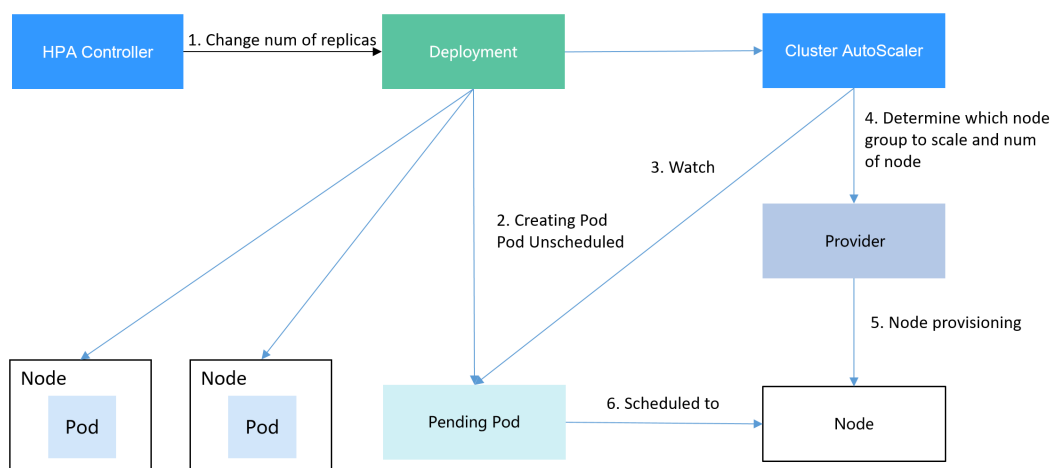 HPA Controller
1. Change num of replicas
Deployment
Cluster AutoScaler
4. Determine which node
group to scale and num
of node
3. Watch
2. Creating Pod
Pod Unscheduled
Provider
5. Node provisioning
Node
Pod
Node
Pod
Pending Pod
6. Scheduled to
Node